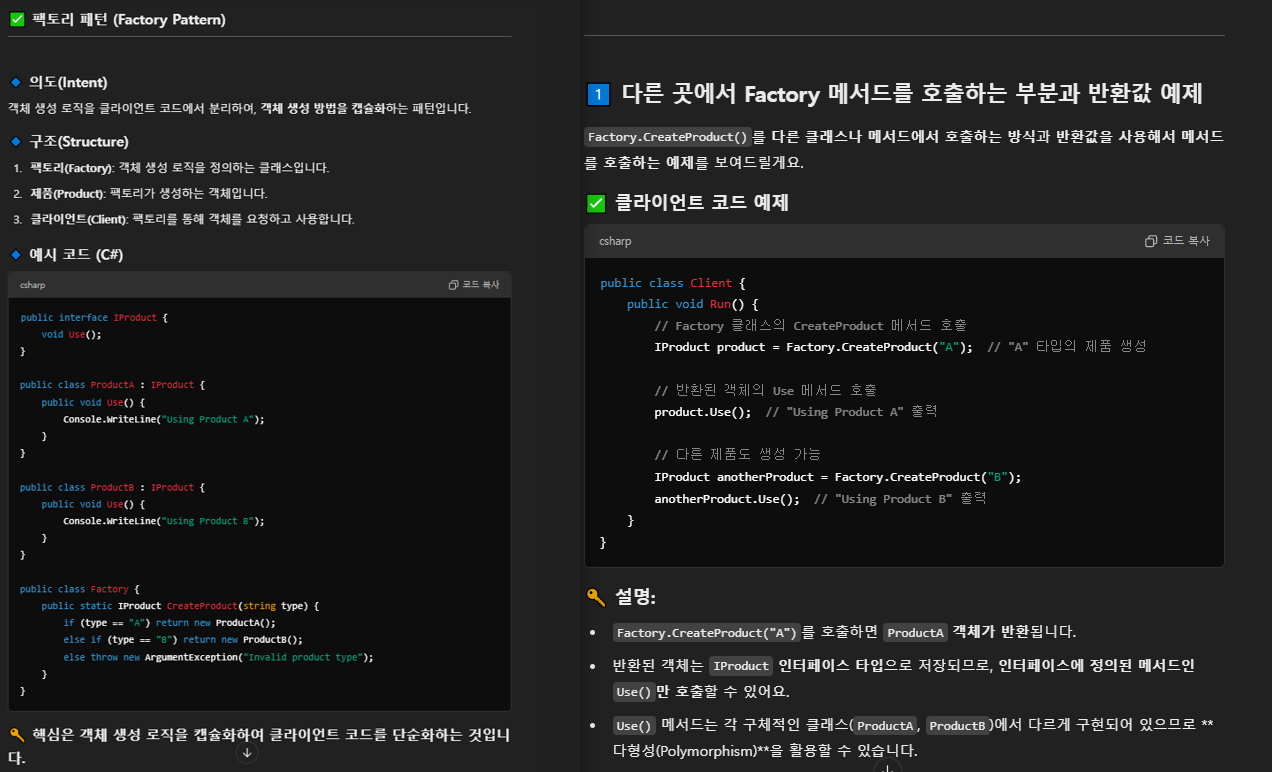 ✅ 팩토리 패턴 (Factory Pattern)
🔹 의도(Intent)
객체 생성 로직을 클라이언트 코드에서 분리하여, 객체 생성 방법을 캡슐화하는 패턴입니다.
🔹 구조(Structure)
1. 팩토리(Factory): 객체 생성 로직을 정의하는 클래스입니다.
2. 제품(Product): 팩토리가 생성하는 객체입니다.
3. 클라이언트(Client): 팩토리를 통해 객체를 요청하고 사용합니다.
🔹 예시 코드 (C#)
csharp 코드 복사
public interface IProduct {
    void Use();
}

public class ProductA : IProduct {
    public void Use() {
        Console.WriteLine("Using Product A");
    }
}

public class ProductB : IProduct {
    public void Use() {
        Console.WriteLine("Using Product B");
    }
}

public class Factory {
    public static IProduct CreateProduct(string type) {
        if (type == "A") return new ProductA();
        else if (type == "B") return new ProductB();
        else throw new ArgumentException("Invalid product type");
    }
}
🔑 핵심은 객체 생성 로직을 캡슐화하여 클라이언트 코드를 단순화하는 것입니
다.
1️⃣ 다른 곳에서 Factory 메서드를 호출하는 부분과 반환값 예제
Factory.CreateProduct()를 다른 클래스나 메서드에서 호출하는 방식과 반환값을 사용해서 메서드
를 호출하는 예제를 보여드릴게요.
✅ 클라이언트 코드 예제
csharp 코드 복사
public class Client {
    public void Run() {
        // Factory 클래스의 CreateProduct 메서드 호출
        IProduct product = Factory.CreateProduct("A");  // "A" 타입의 제품 생성

        // 반환된 객체의 Use 메서드 호출
        product.Use();  // "Using Product A" 출력

        // 다른 제품도 생성 가능
        IProduct anotherProduct = Factory.CreateProduct("B");
        anotherProduct.Use();  // "Using Product B" 출력
    }
}
🔑 설명:
• Factory.CreateProduct("A")를 호출하면 ProductA 객체가 반환됩니다.
• 반환된 객체는 IProduct 인터페이스 타입으로 저장되므로, 인터페이스에 정의된 메서드인
Use()만 호출할 수 있어요.
• Use() 메서드는 각 구체적인 클래스(ProductA, ProductB)에서 다르게 구현되어 있으므로 **
다형성(Polymorphism)**을 활용할 수 있습니다.